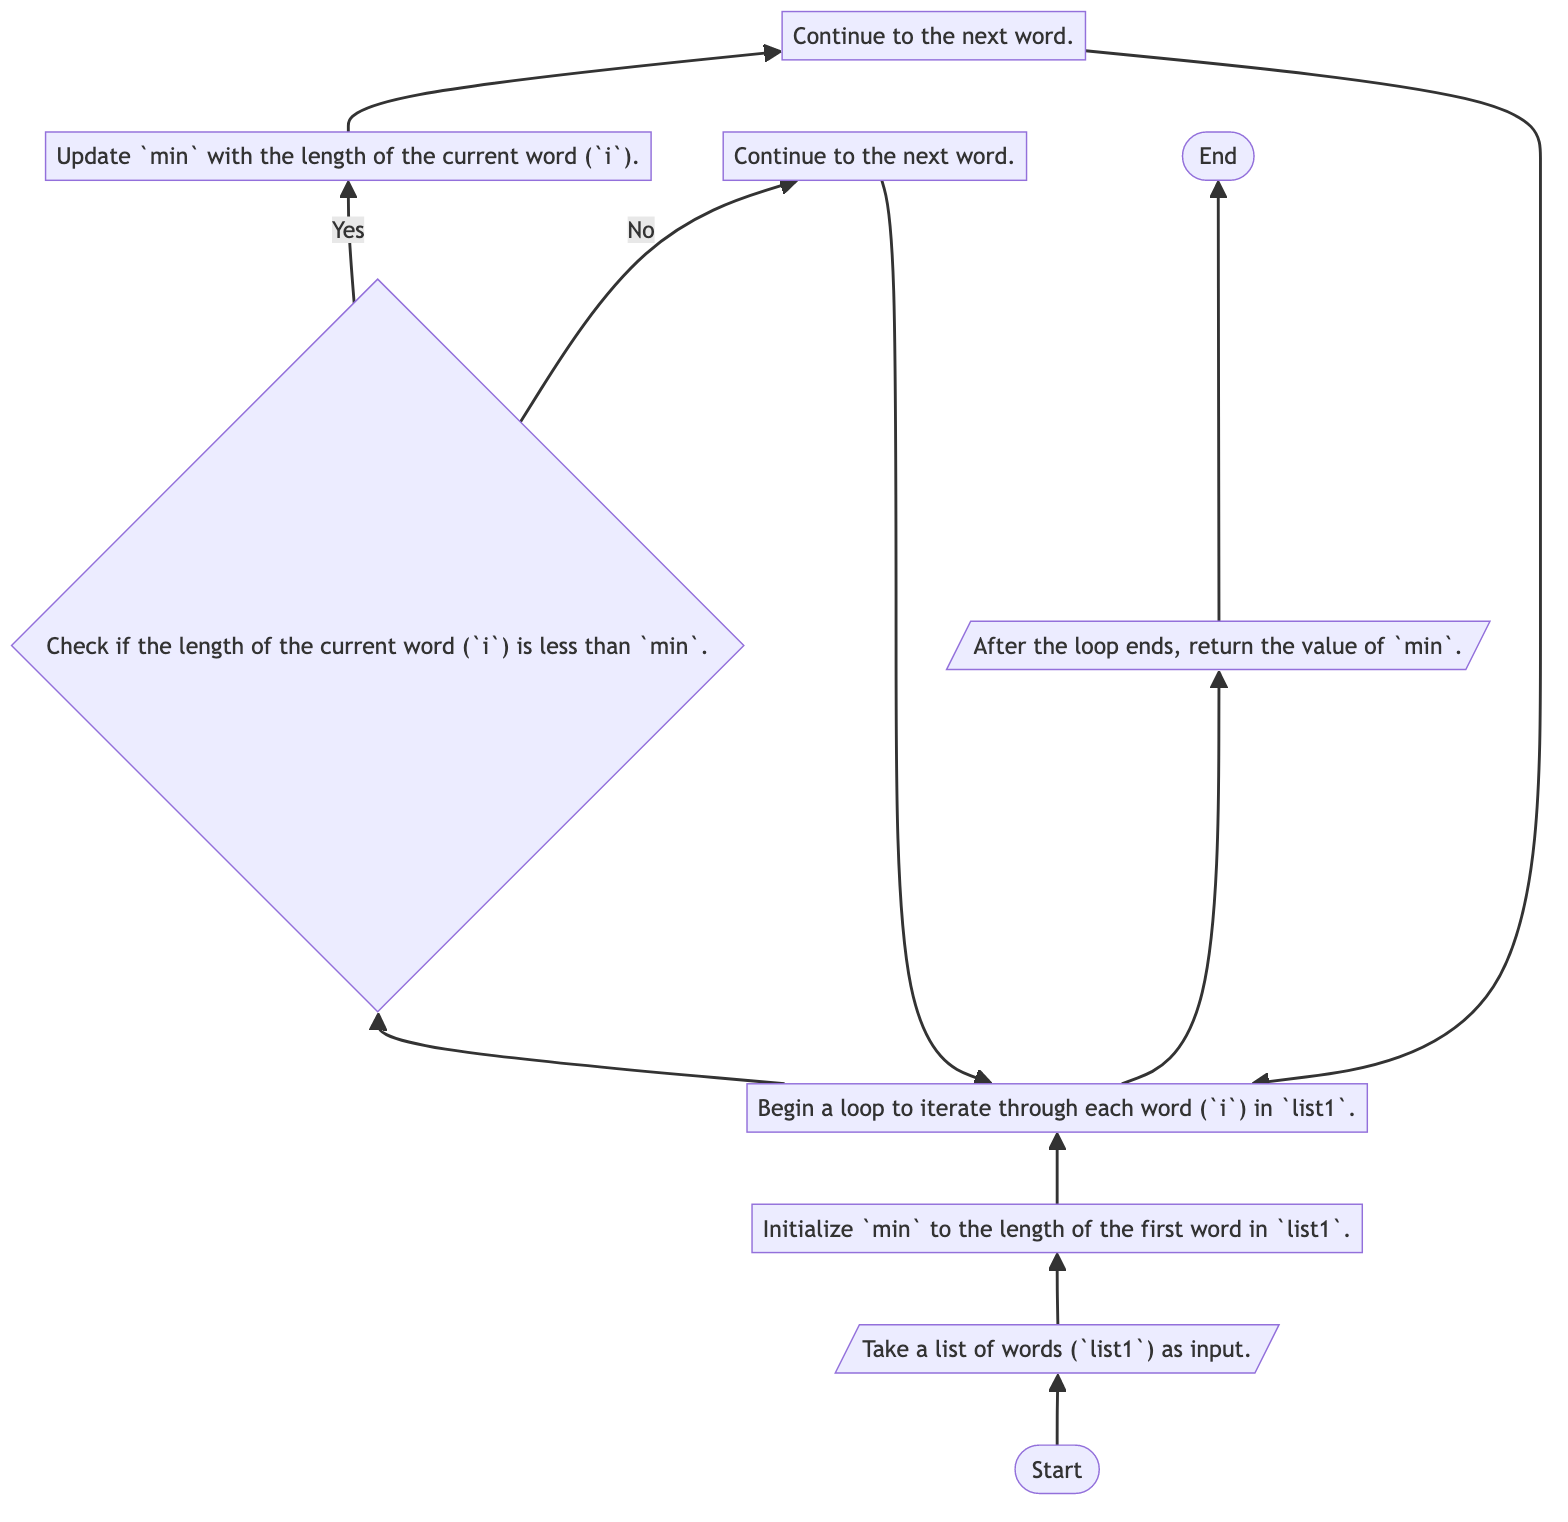 Continue to the next word.
Update `min` with the length of the current word (`i`).
Continue to the next word.
End
Yes
No
Check if the length of the current word (`i`) is less than `min`.
After the loop ends, return the value of `min`.
Begin a loop to iterate through each word (`i`) in `list1`.
Initialize `min` to the length of the first word in `list1`.
Take a list of words (`list1`) as input.
Start